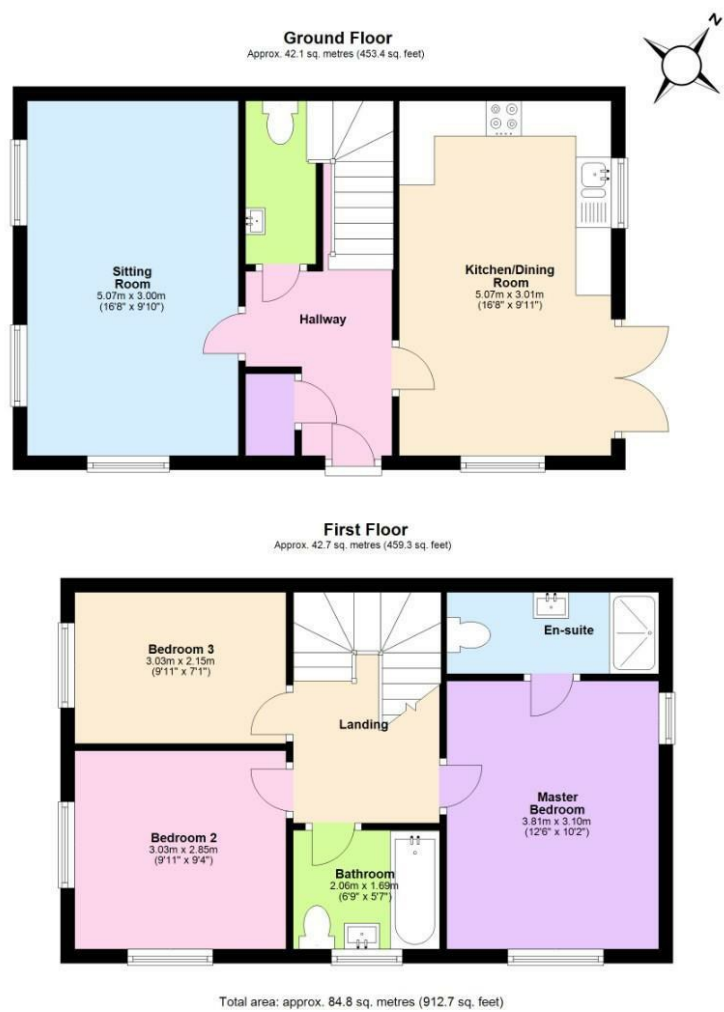 Ground Floor
Approx. 42.1 sq. metres (453.4 sq. feet)
N
Sitting
Room
5.07m x 3.00m
(16'8" x 9'10")
Hallway
Kitchen/Dining
Room
5.07m x 3.01m
(16'8" x 9'11")
First Floor
Approx. 42.7 sq. metres (459.3 sq. feet)
Bedroom 3
3.03m x 2.15m
(9'11" x 7'1")
En-suite
Landing
Master
Bedroom
3.81m x 3.10m
(12'6" x 10'2")
Bedroom 2
3.03m x 2.85m
(9'11" x 9'4")
Bathroom
2.06m x 1.69m
(6'9" x 5'7")
Total area: approx. 84.8 sq. metres (912.7 sq. feet)